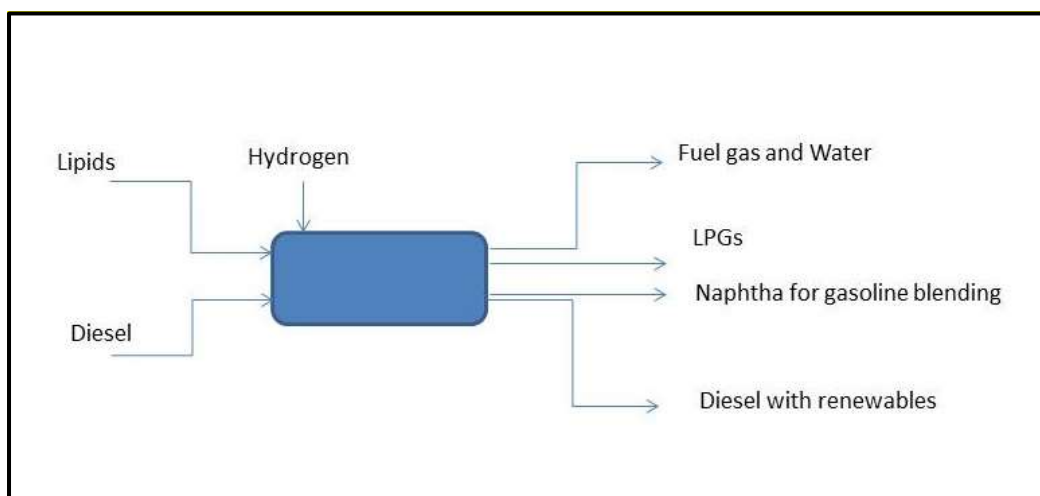 Lipids
Hydrogen
Diesel
Fuel gas and Water
LPGs
Naphtha for gasoline blending
Diesel with renewables